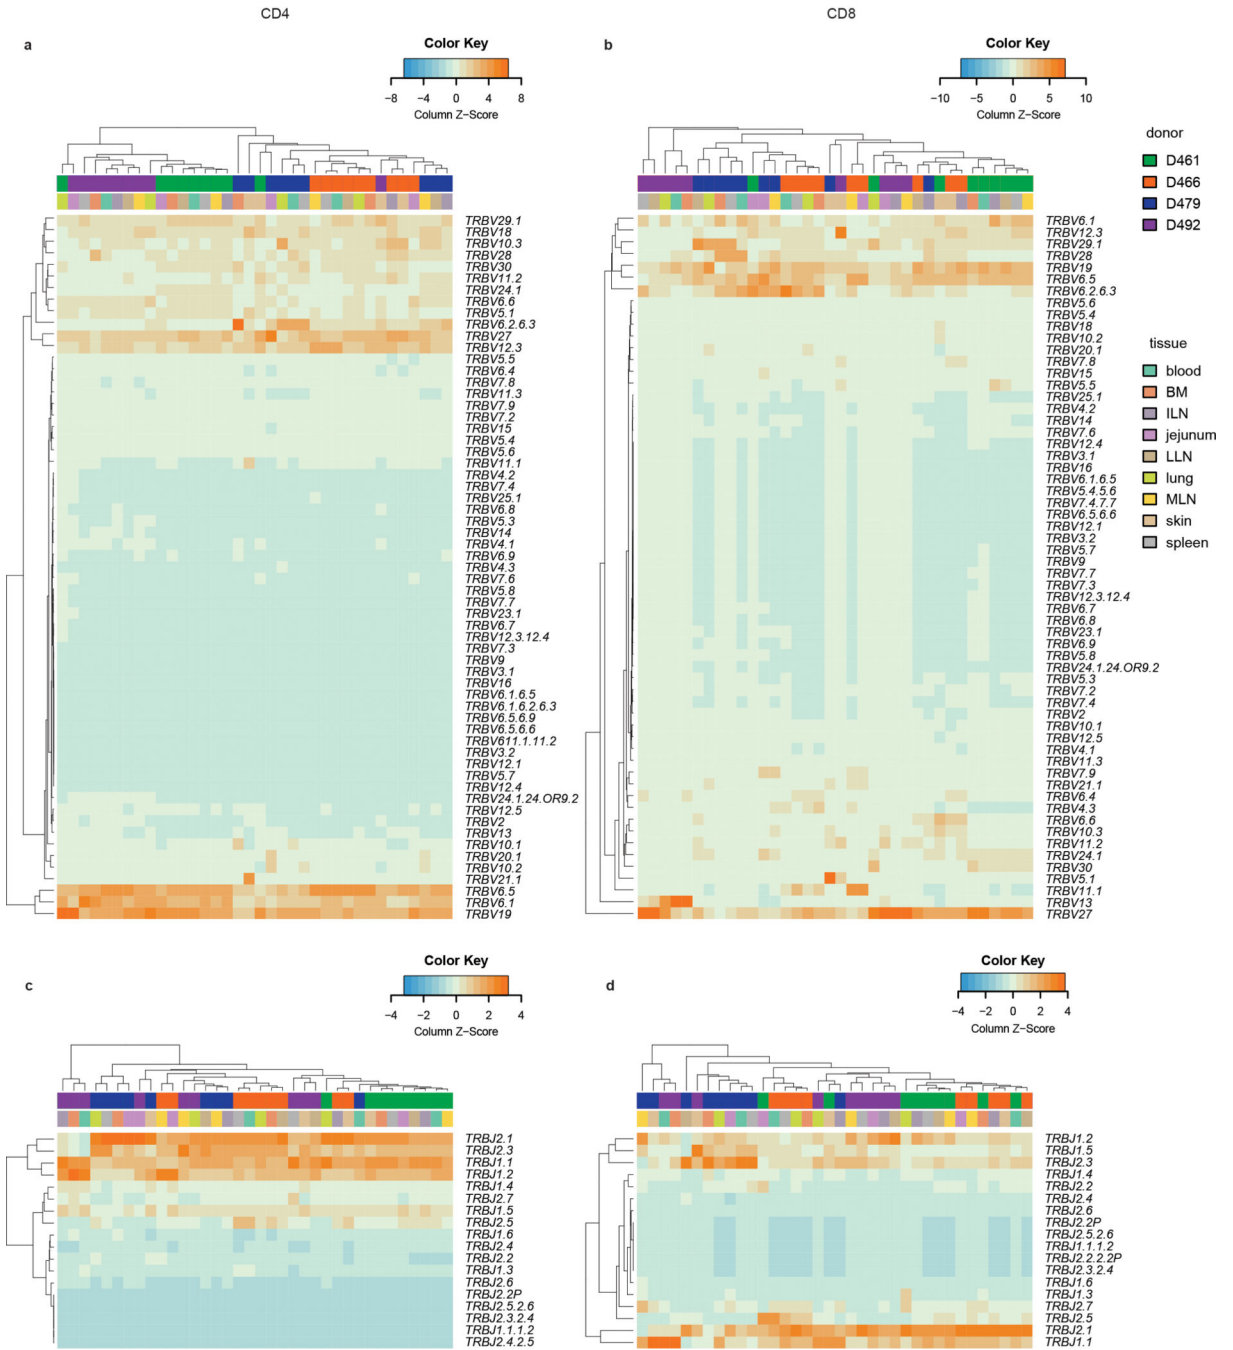 CD4
CD8
a
Color Key
−8 −4 0 4 8
Column Z−Score
b
Color Key
−10 −5 0 5 10
Column Z−Score
donor
D461
D466
D479
D492
tissue
blood
BM
ILN
jejunum
LLN
lung
MLN
skin
spleen
TRBV29.1
TRBV18
TRBV10.3
TRBV28
TRBV30
TRBV11.2
TRBV24.1
TRBV6.6
TRBV5.1
TRBV6.2.6.3
TRBV27
TRBV12.3
TRBV5.5
TRBV6.4
TRBV7.8
TRBV11.3
TRBV7.9
TRBV7.2
TRBV15
TRBV5.4
TRBV5.6
TRBV11.1
TRBV4.2
TRBV7.4
TRBV25.1
TRBV6.8
TRBV5.3
TRBV14
TRBV4.1
TRBV6.9
TRBV4.3
TRBV7.6
TRBV5.8
TRBV7.7
TRBV23.1
TRBV6.7
TRBV12.3.12.4
TRBV7.3
TRBV9
TRBV3.1
TRBV16
TRBV6.1.6.5
TRBV6.1.6.2.6.3
TRBV6.5.6.9
TRBV6.5.6.6
TRBV611.1.11.2
TRBV3.2
TRBV12.1
TRBV5.7
TRBV12.4
TRBV24.1.24.OR9.2
TRBV12.5
TRBV2
TRBV13
TRBV10.1
TRBV20.1
TRBV10.2
TRBV21.1
TRBV6.5
TRBV6.1
TRBV19
TRBV6.1
TRBV12.3
TRBV29.1
TRBV28
TRBV19
TRBV6.5
TRBV6.2.6.3
TRBV5.6
TRBV5.4
TRBV18
TRBV10.2
TRBV20.1
TRBV7.8
TRBV15
TRBV5.5
TRBV25.1
TRBV4.2
TRBV14
TRBV7.6
TRBV12.4
TRBV3.1
TRBV16
TRBV6.1.6.5
TRBV5.4.5.6
TRBV7.4.7.7
TRBV6.5.6.6
TRBV12.1
TRBV3.2
TRBV5.7
TRBV9
TRBV7.7
TRBV7.3
TRBV12.3.12.4
TRBV6.7
TRBV6.8
TRBV23.1
TRBV6.9
TRBV5.8
TRBV24.1.24.OR9.2
TRBV5.3
TRBV7.2
TRBV7.4
TRBV2
TRBV10.1
TRBV12.5
TRBV4.1
TRBV11.3
TRBV7.9
TRBV21.1
TRBV6.4
TRBV4.3
TRBV6.6
TRBV10.3
TRBV11.2
TRBV24.1
TRBV30
TRBV5.1
TRBV11.1
TRBV13
TRBV27
c
Color Key
−4 −2 0 2 4
Column Z−Score
TRBJ2.1
TRBJ2.3
TRBJ1.1
TRBJ1.2
TRBJ1.4
TRBJ2.7
TRBJ1.5
TRBJ2.5
TRBJ1.6
TRBJ2.4
TRBJ2.2
TRBJ1.3
TRBJ2.6
TRBJ2.2P
TRBJ2.5.2.6
TRBJ2.3.2.4
TRBJ1.1.1.2
TRBJ2.4.2.5
d
Color Key
−4 −2 0 2 4
Column Z−Score
TRBJ1.2
TRBJ1.5
TRBJ2.3
TRBJ1.4
TRBJ2.2
TRBJ2.4
TRBJ2.6
TRBJ2.2P
TRBJ2.5.2.6
TRBJ1.1.1.2
TRBJ2.2.2.2P
TRBJ2.3.2.4
TRBJ1.6
TRBJ1.3
TRBJ2.7
TRBJ2.5
TRBJ2.1
TRBJ1.1